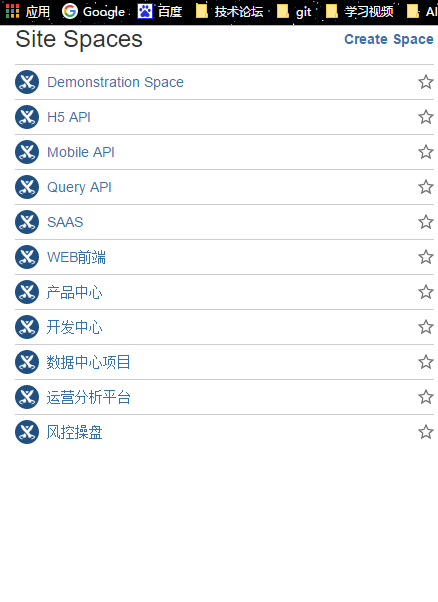 应用 Google 百度 技术论坛 git 学习视频 AI
Site Spaces Create Space
Demonstration Space
H5 API
Mobile API
Query API
SAAS
WEB前端
产品中心
开发中心
数据中心项目
运营分析平台
风控操盘